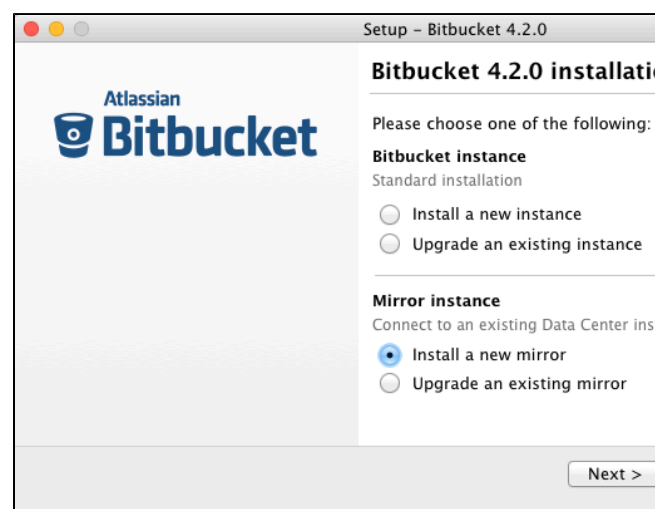 Setup – Bitbucket 4.2.0
Atlassian
Bitbucket
Bitbucket 4.2.0
Please choose one of the following:
Bitbucket instance
Standard installation
Install a new instance
Upgrade an existing instance
Mirror instance
Connect to an existing Data Center
Install a new mirror
Upgrade an existing mirror
Next >